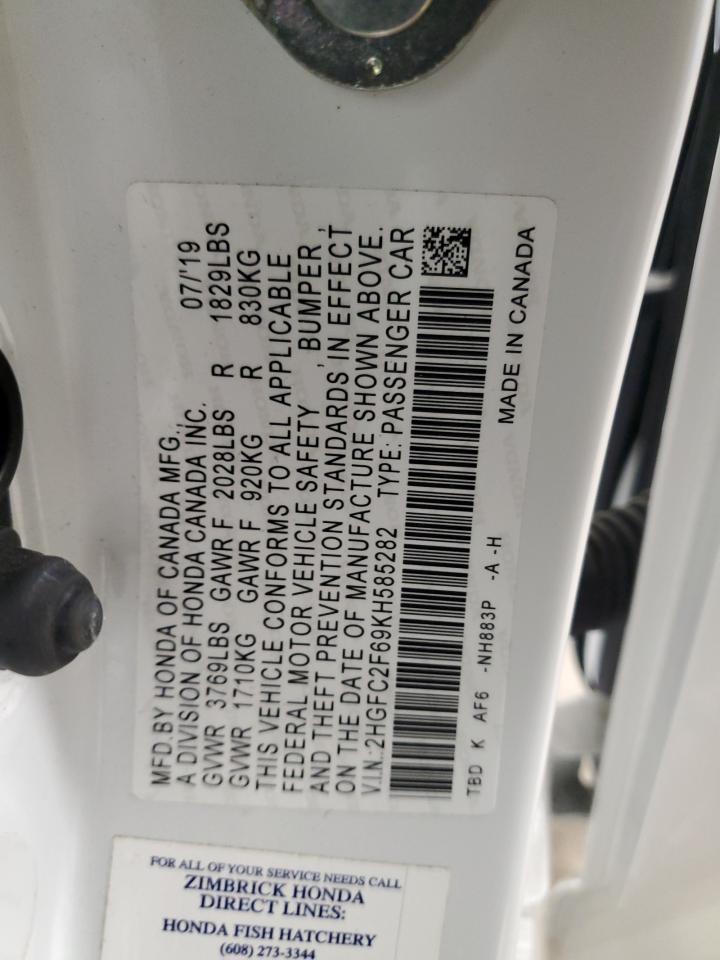 MFD.BY HONDA OF CANADA MFG.,
A DIVISION OF HONDA CANADA INC. 07/'19
GVWR 3769LBS GAWR F 2028LBS R 1829LBS
GVWR 1710KG GAWR F 920KG R 830KG
THIS VEHICLE CONFORMS TO ALL APPLICABLE
FEDERAL MOTOR VEHICLE SAFETY , BUMPER ,
AND THEFT PREVENTION STANDARDS IN EFFECT
ON THE DATE OF MANUFACTURE SHOWN ABOVE.
V.I.N.:2HGFC2F69KH585282 TYPE: PASSENGER CAR
TBD K AF6 -NH883P -A -H
MADE IN CANADA
FOR ALL OF YOUR SERVICE NEEDS CALL
ZIMBRICK HONDA
DIRECT LINES:
HONDA FISH HATCHERY
(608) 273-3344